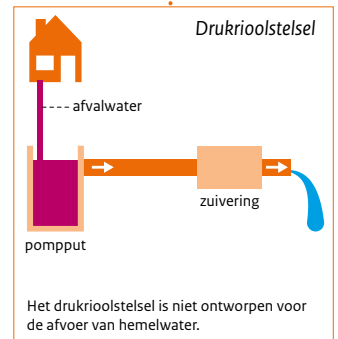 Drukrioolstelsel
afvalwater
zuivering
pompput
Het drukrioolstelsel is niet ontworpen voor
de afvoer van hemelwater.